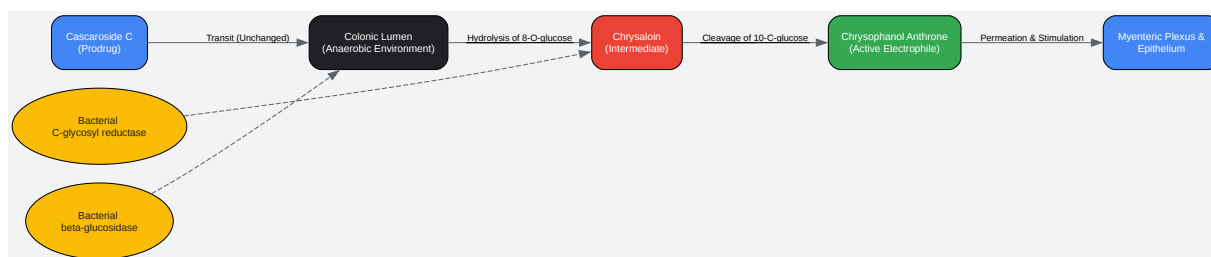 Cascaroside C
(Prodrug)
Transit (Unchanged)
Colonic Lumen
(Anaerobic Environment)
Hydrolysis of 8-O-glucose
Chrysaloin
(Intermediate)
Cleavage of 10-C-glucose
Chrysophanol Anthrone
(Active Electrophile)
Permeation & Stimulation
Myenteric Plexus &
Epithelium
Bacterial
C-glycosyl reductase
Bacterial
beta-glucosidase